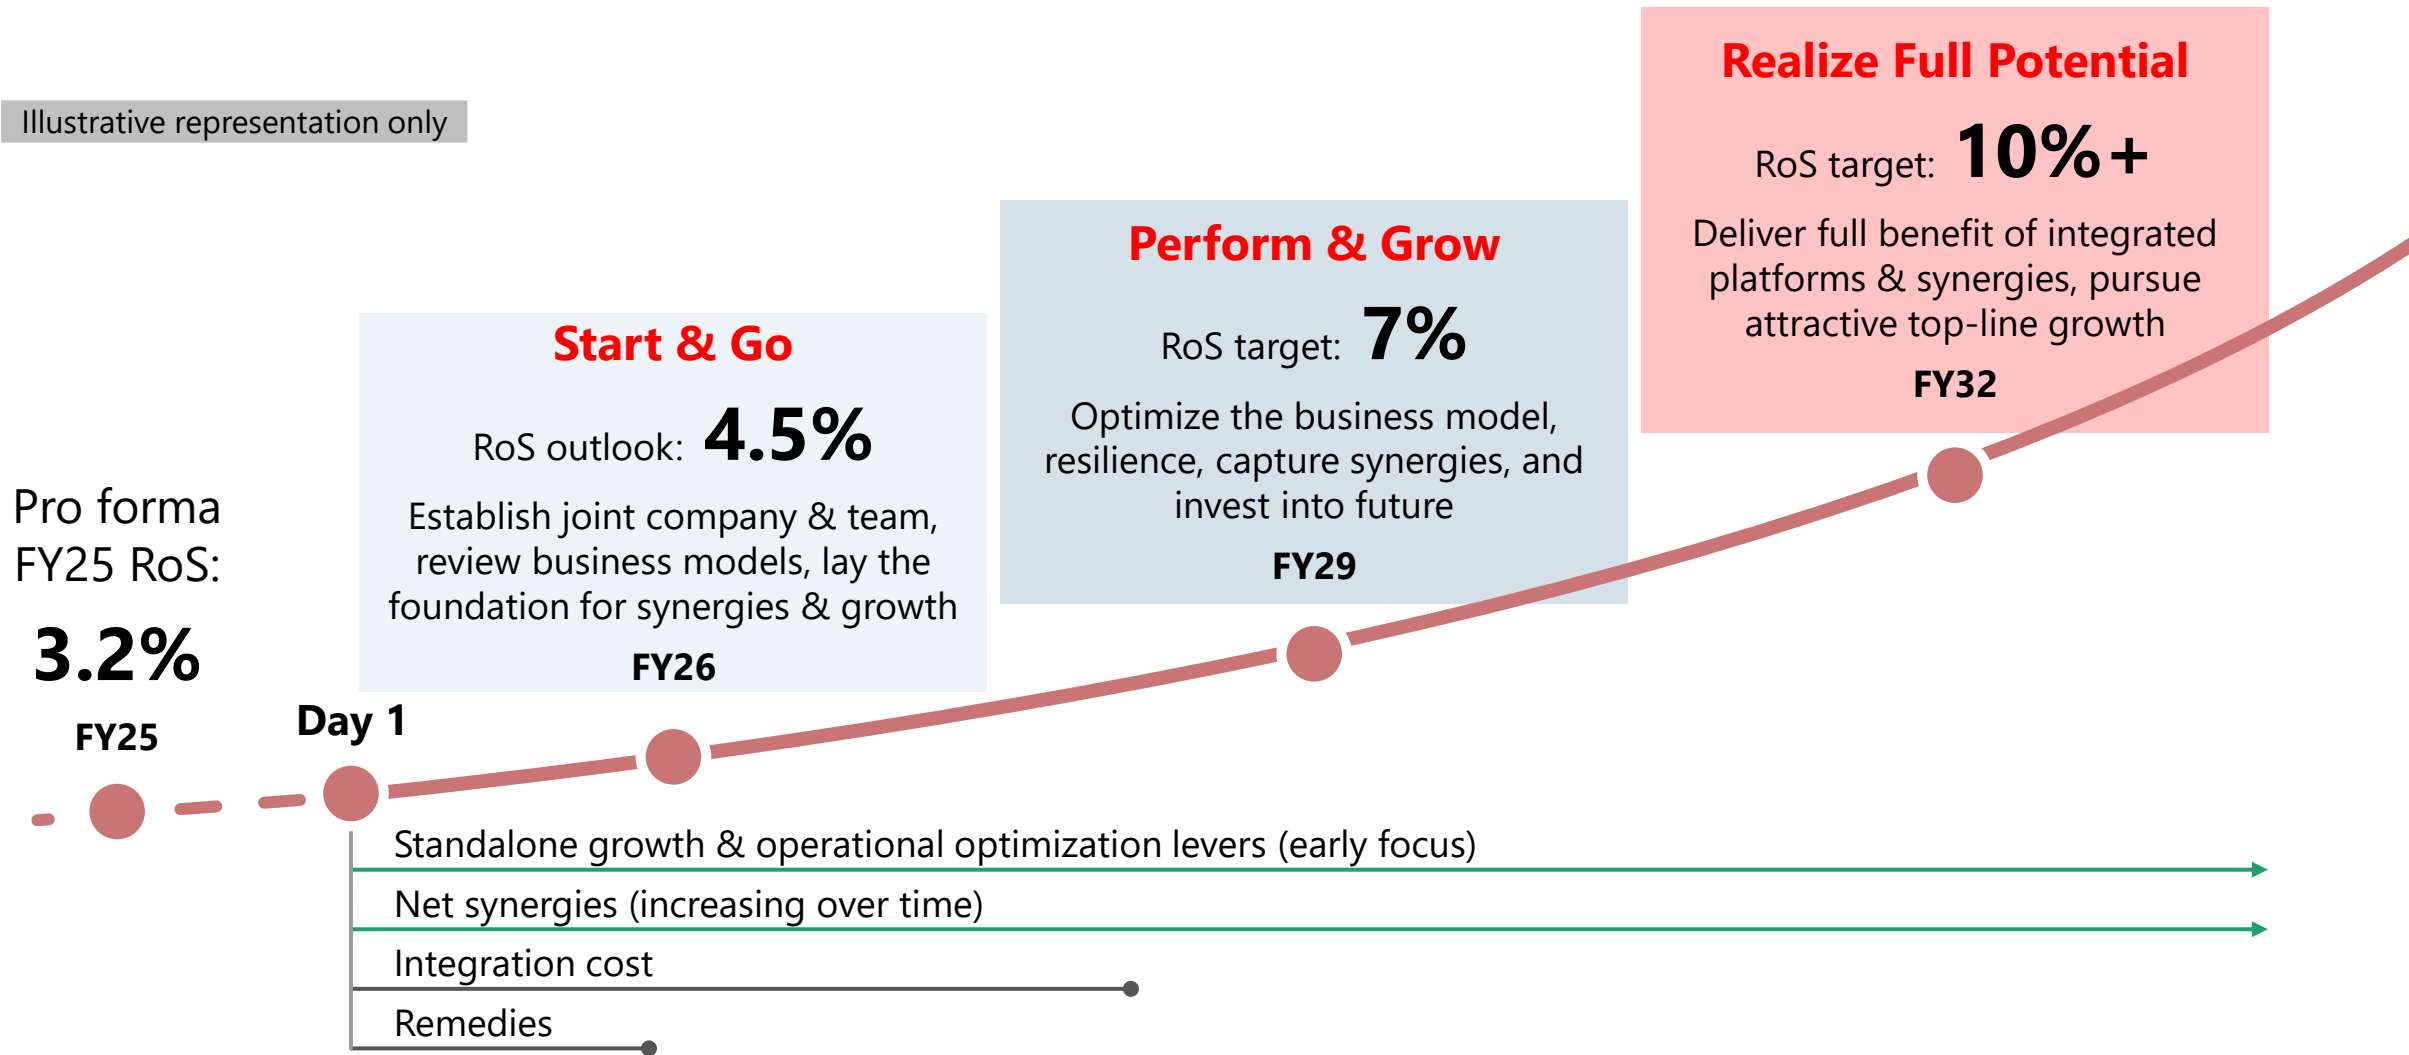 Illustrative representation only
Pro forma
FY25 RoS:
3.2%
FY25
Day 1
Start & Go
RoS outlook: 4.5%
Establish joint company & team,
review business models, lay the
foundation for synergies & growth
FY26
Perform & Grow
RoS target: 7%
Optimize the business model,
resilience, capture synergies, and
invest into future
FY29
Realize Full Potential
RoS target: 10%+
Deliver full benefit of integrated
platforms & synergies, pursue
attractive top-line growth
FY32
Standalone growth & operational optimization levers (early focus)
Net synergies (increasing over time)
Integration cost
Remedies